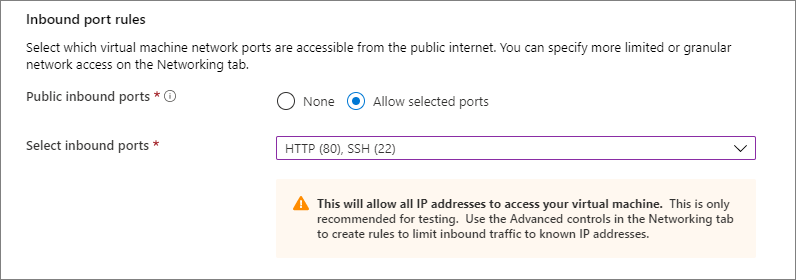 Inbound port rules
Select which virtual machine network ports are accessible from the public internet. You can specify more limited or granular
network access on the Networking tab.
Public inbound ports *
None
Allow selected ports
Select inbound ports *
HTTP (80), SSH (22)
This will allow all IP addresses to access your virtual machine. This is only
recommended for testing. Use the Advanced controls in the Networking tab
to create rules to limit inbound traffic to known IP addresses.